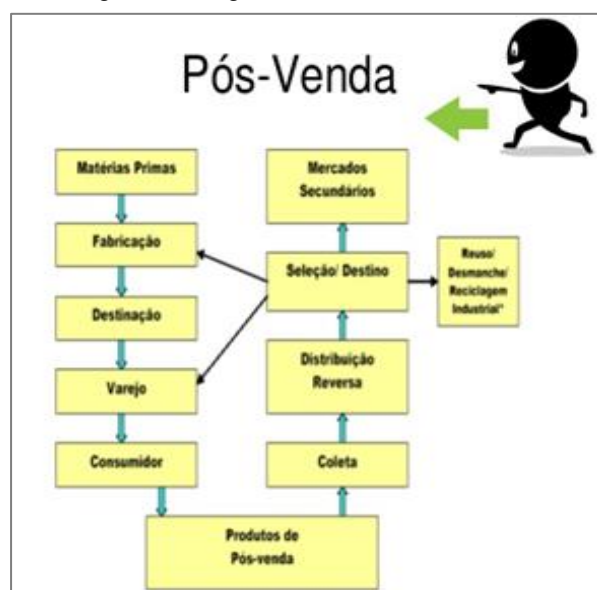 Pós-Venda
Matérias Primas
Fabricação
Destinação
Varejo
Consumidor
Produtos de
Pós-venda
Coleta
Distribuição
Reversa
Seleção/ Destino
Mercados
Secundários
Reuso/
Desmanche/
Reciclagem
Industrial"